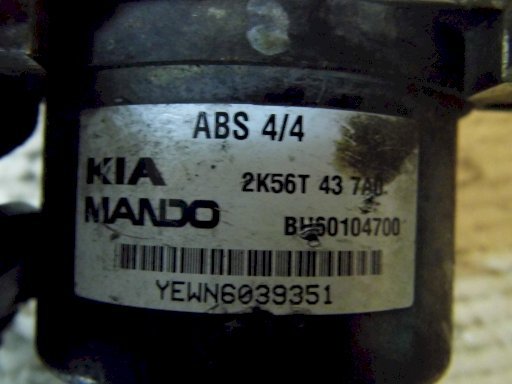 ABS 4/4
KIA 2K56T 43 7A0
MANDO BH60104700
YEWN6039351